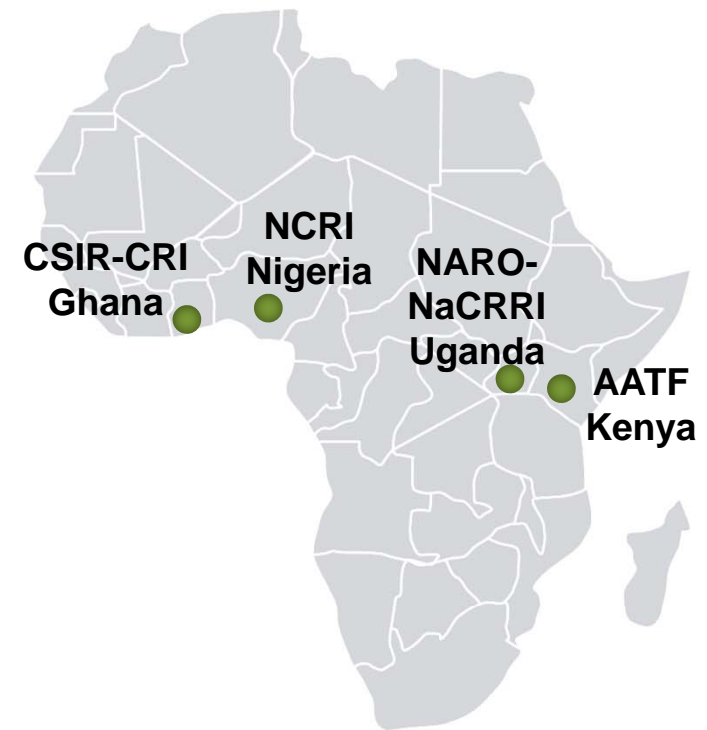 CSIR-CRI
Ghana
NCRI
Nigeria
NARO-
NaCRRI
Uganda
AATF
Kenya